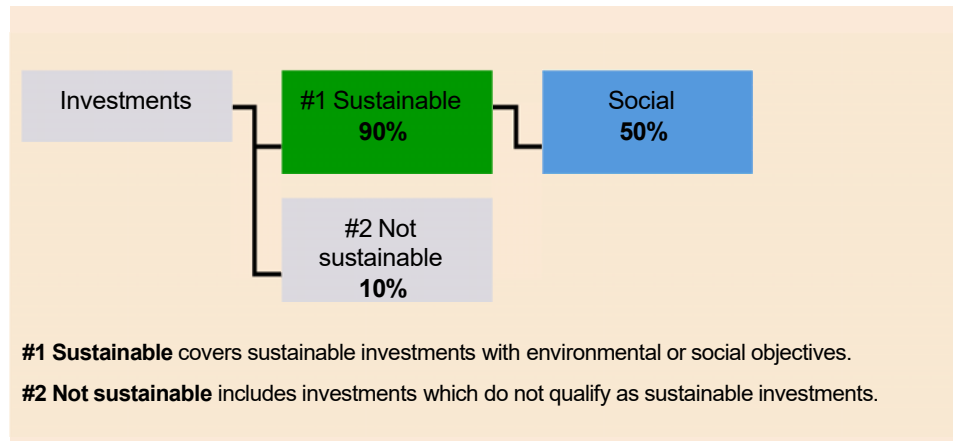 Investments
#1 Sustainable
90%
Social
50%
#2 Not
sustainable
10%
#1 Sustainable covers sustainable investments with environmental or social objectives.
#2 Not sustainable includes investments which do not qualify as sustainable investments.